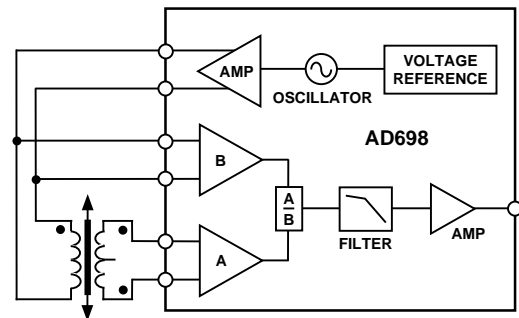 AMP
VOLTAGE
REFERENCE
OSCILLATOR
AD698
B
A
B
A
FILTER
AMP